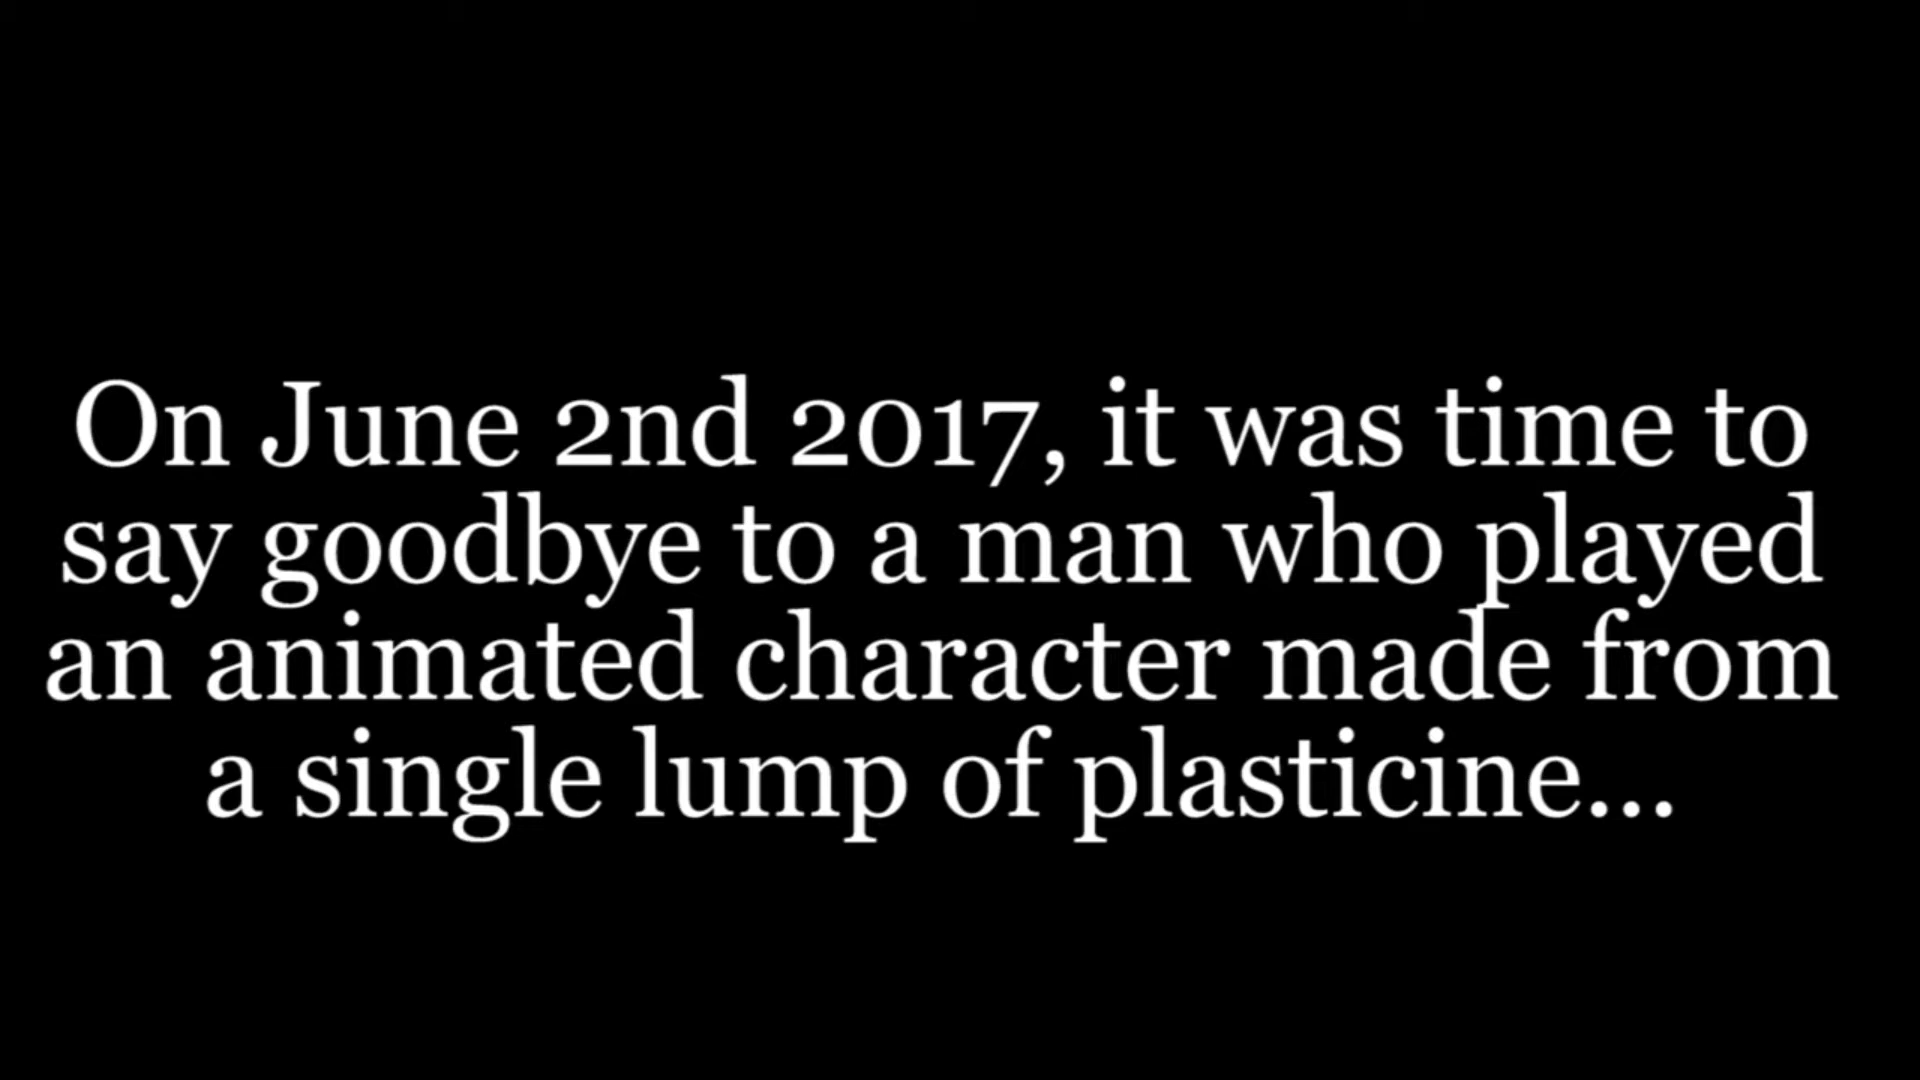 On June 2nd 2017, it was time to
say goodbye to a man who played
an animated character made from
a single lump of plasticine...